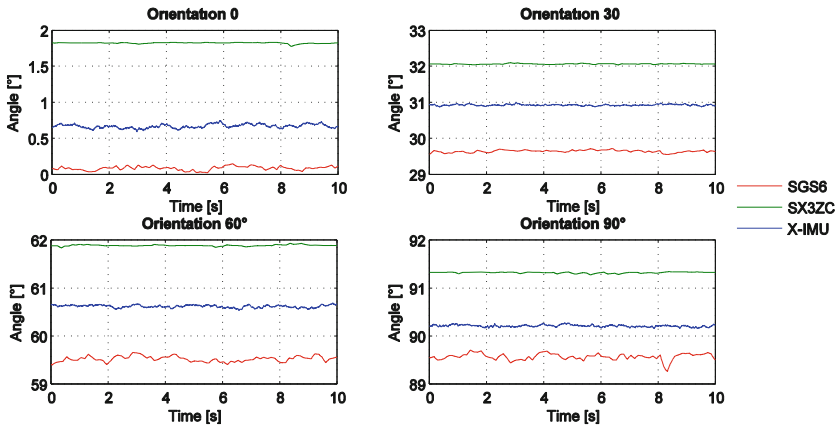 Orientation 0
2
1.5
1
0.5
0
Angle [°]
0 2 4 6 8 10
Time [s]
Orientation 30
33
32
31
30
29
Angle [°]
0 2 4 6 8 10
Time [s]
Orientation 60°
62
61
60
59
Angle [°]
0 2 4 6 8 10
Time [s]
Orientation 90°
92
91
90
89
Angle [°]
0 2 4 6 8 10
Time [s]
SGS6
SX3ZC
X-IMU